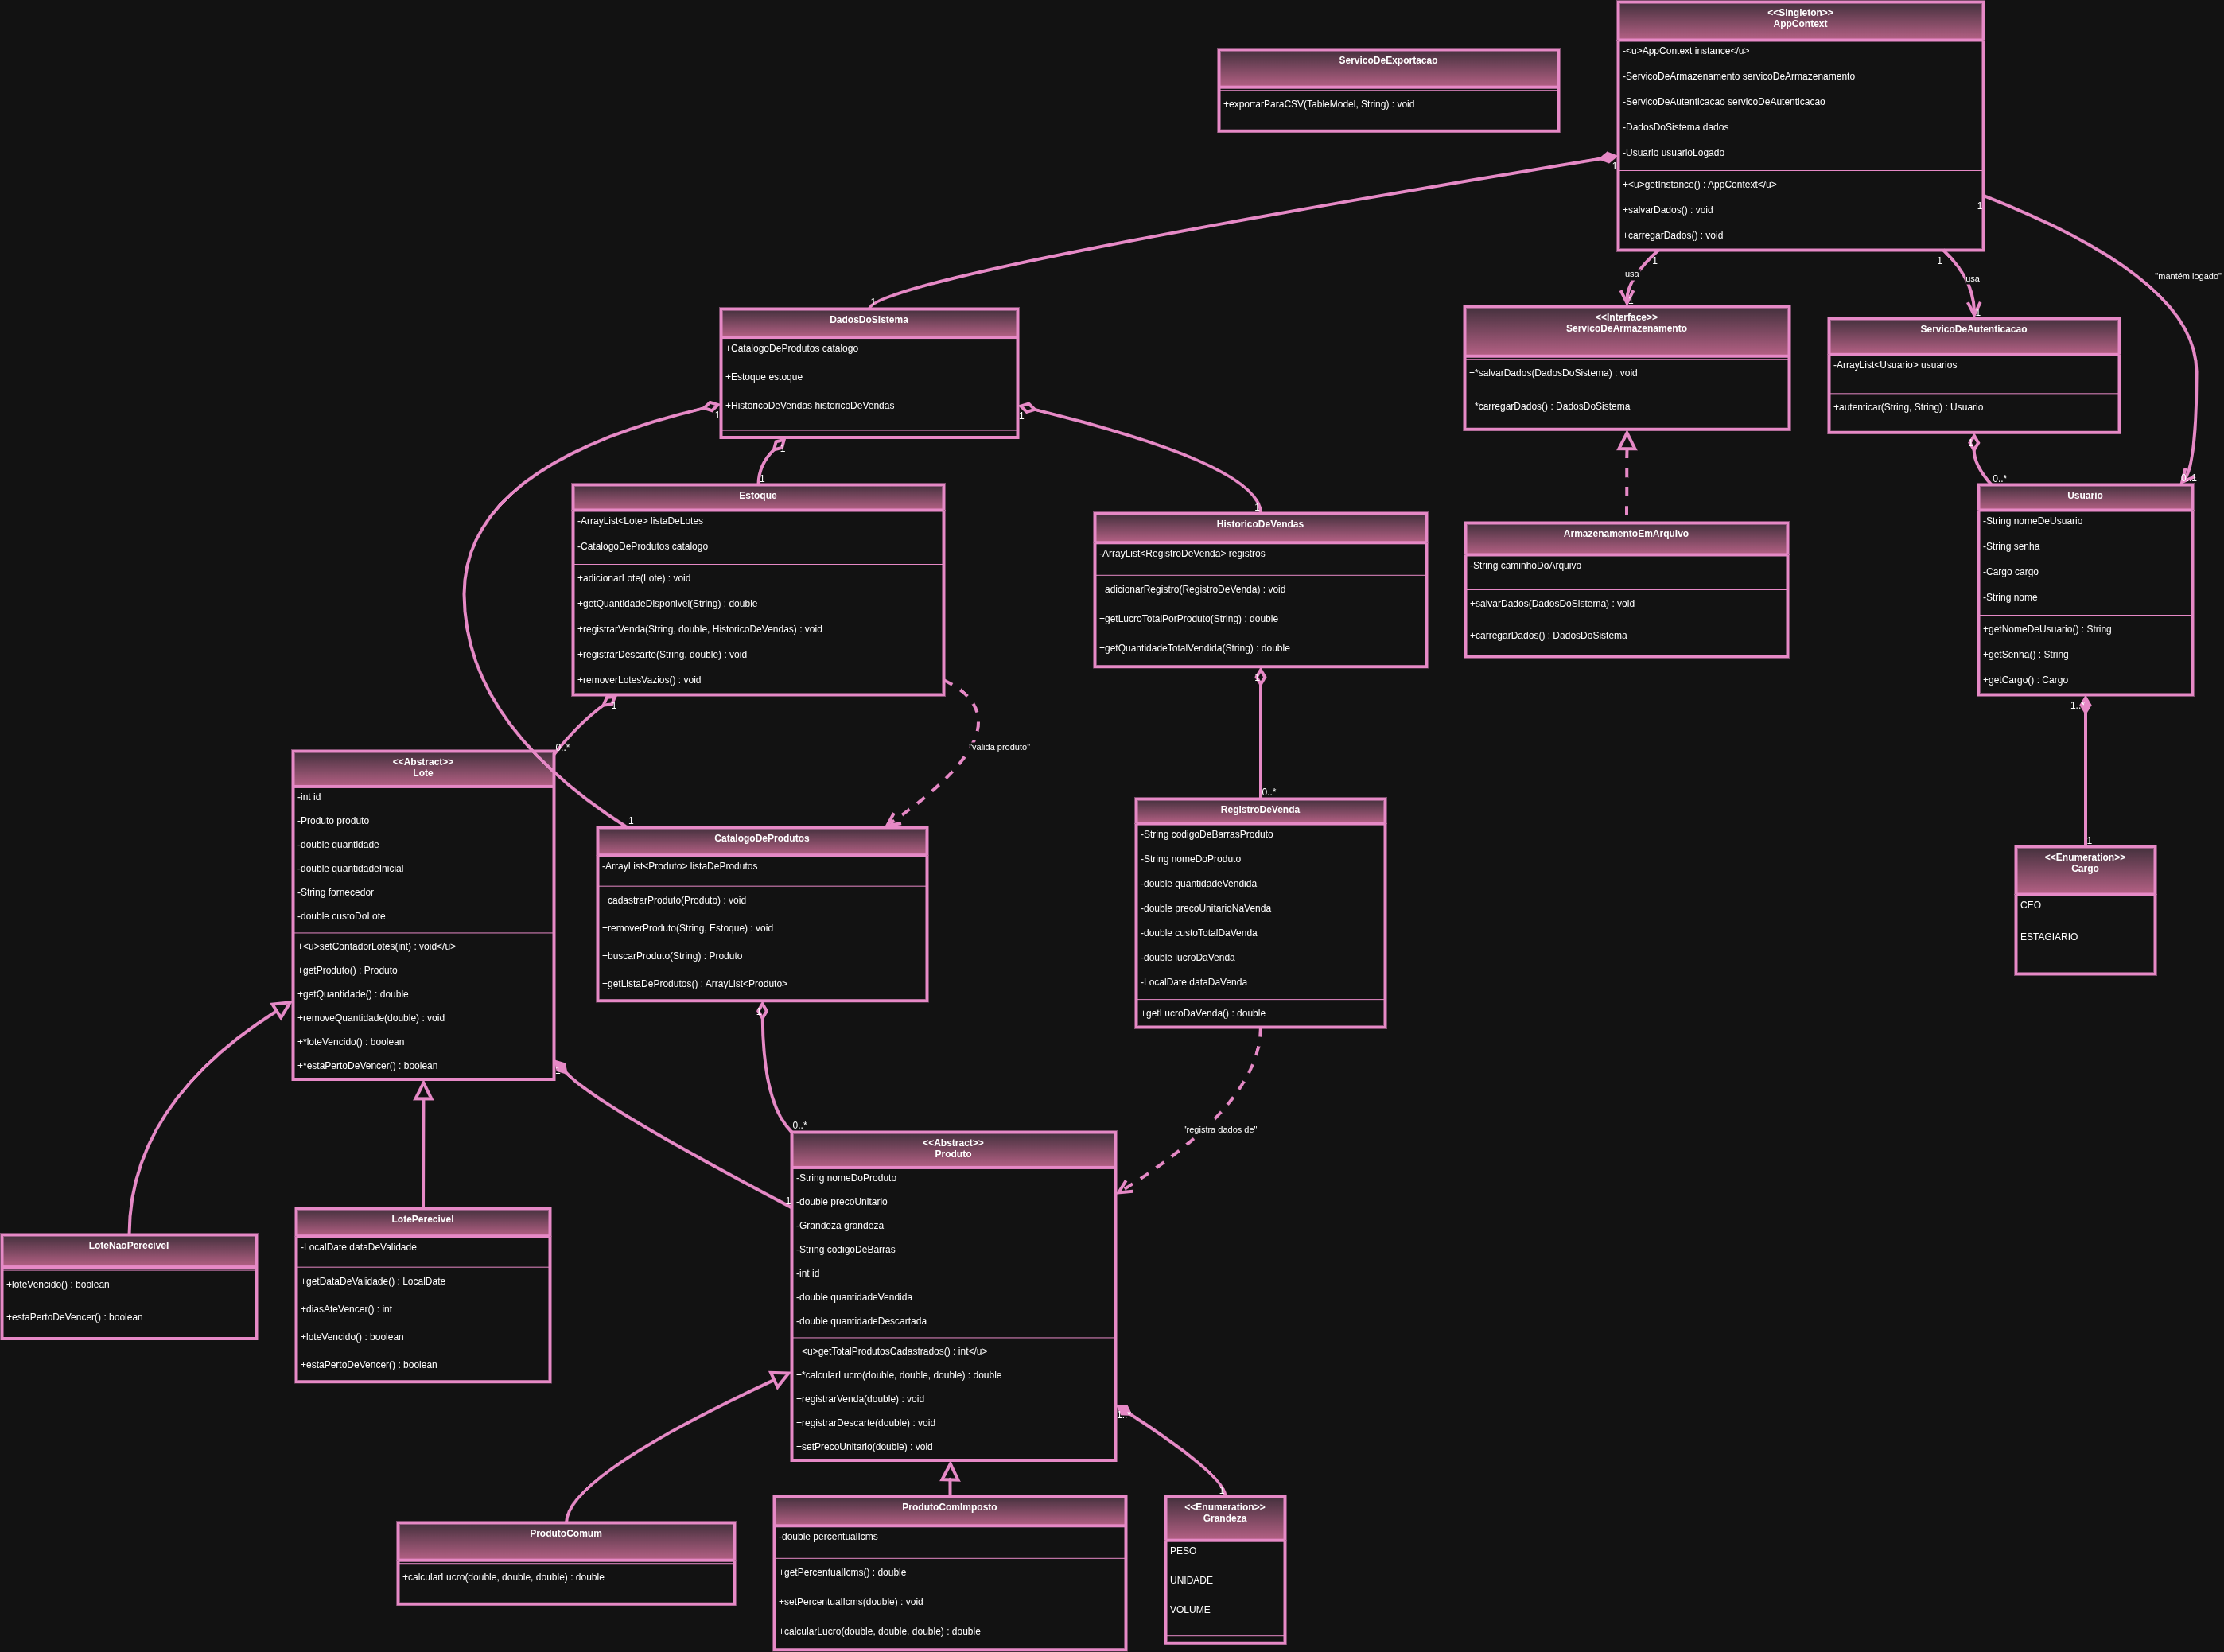 <<Singleton>>
AppContext
-<u>AppContext instance</u>
-ServicoDeArmazenamento servicoDeArmazenamento
-ServicoDeAutenticacao servicoDeAutenticacao
-DadosDoSistema dados
-Usuario usuarioLogado
+<u>getInstance() : AppContext</u>
+salvarDados() : void
+carregarDados() : void
ServicoDeExportacao
+exportarParaCSV(TableModel, String) : void
1
1
1
usa
1
1
usa
1
"mantém logado"
1
1
0..1
DadosDoSistema
+CatalogoDeProdutos catalogo
+Estoque estoque
+HistoricoDeVendas historicoDeVendas
1
1
1
<<Interface>>
ServicoDeArmazenamento
+*salvarDados(DadosDoSistema) : void
+*carregarDados() : DadosDoSistema
ServicoDeAutenticacao
-ArrayList<Usuario> usuarios
+autenticar(String, String) : Usuario
1
0..*
1
Estoque
-ArrayList<Lote> listaDeLotes
-CatalogoDeProdutos catalogo
+adicionarLote(Lote) : void
+getQuantidadeDisponivel(String) : double
+registrarVenda(String, double, HistoricoDeVendas) : void
+registrarDescarte(String, double) : void
+removerLotesVazios() : void
1
0..*
"valida produto"
1
HistoricoDeVendas
-ArrayList<RegistroDeVenda> registros
+adicionarRegistro(RegistroDeVenda) : void
+getLucroTotalPorProduto(String) : double
+getQuantidadeTotalVendida(String) : double
1
0..*
ArmazenamentoEmArquivo
-String caminhoDoArquivo
+salvarDados(DadosDoSistema) : void
+carregarDados() : DadosDoSistema
Usuario
-String nomeDeUsuario
-String senha
-Cargo cargo
-String nome
+getNomeDeUsuario() : String
+getSenha() : String
+getCargo() : Cargo
1..*
1
<<Abstract>>
Lote
-int id
-Produto produto
-double quantidade
-double quantidadeInicial
-String fornecedor
-double custoDoLote
+<u>setContadorLotes(int) : void</u>
+getProduto() : Produto
+getQuantidade() : double
+removeQuantidade(double) : void
+*loteVencido() : boolean
+*estaPertoDeVencer() : boolean
1
1
CatalogoDeProdutos
-ArrayList<Produto> listaDeProdutos
+cadastrarProduto(Produto) : void
+removerProduto(String, Estoque) : void
+buscarProduto(String) : Produto
+getListaDeProdutos() : ArrayList<Produto>
1
0..*
RegistroDeVenda
-String codigoDeBarrasProduto
-String nomeDoProduto
-double quantidadeVendida
-double precoUnitarioNaVenda
-double custoTotalDaVenda
-double lucroDaVenda
-LocalDate dataDaVenda
+getLucroDaVenda() : double
"registra dados de"
<<Enumeration>>
Cargo
CEO
ESTAGIARIO
1
<<Abstract>>
Produto
-String nomeDoProduto
-double precoUnitario
-Grandeza grandeza
-String codigoDeBarras
-int id
-double quantidadeVendida
-double quantidadeDescartada
+<u>getTotalProdutosCadastrados() : int</u>
+*calcularLucro(double, double, double) : double
+registrarVenda(double) : void
+registrarDescarte(double) : void
+setPrecoUnitario(double) : void
1..*
1
LoteNaoPerecivel
+loteVencido() : boolean
+estaPertoDeVencer() : boolean
LotePerecivel
-LocalDate dataDeValidade
+getDataDeValidade() : LocalDate
+diasAteVencer() : int
+loteVencido() : boolean
+estaPertoDeVencer() : boolean
ProdutoComum
+calcularLucro(double, double, double) : double
ProdutoComImposto
-double percentualIcms
+getPercentualIcms() : double
+setPercentualIcms(double) : void
+calcularLucro(double, double, double) : double
<<Enumeration>>
Grandeza
PESO
UNIDADE
VOLUME